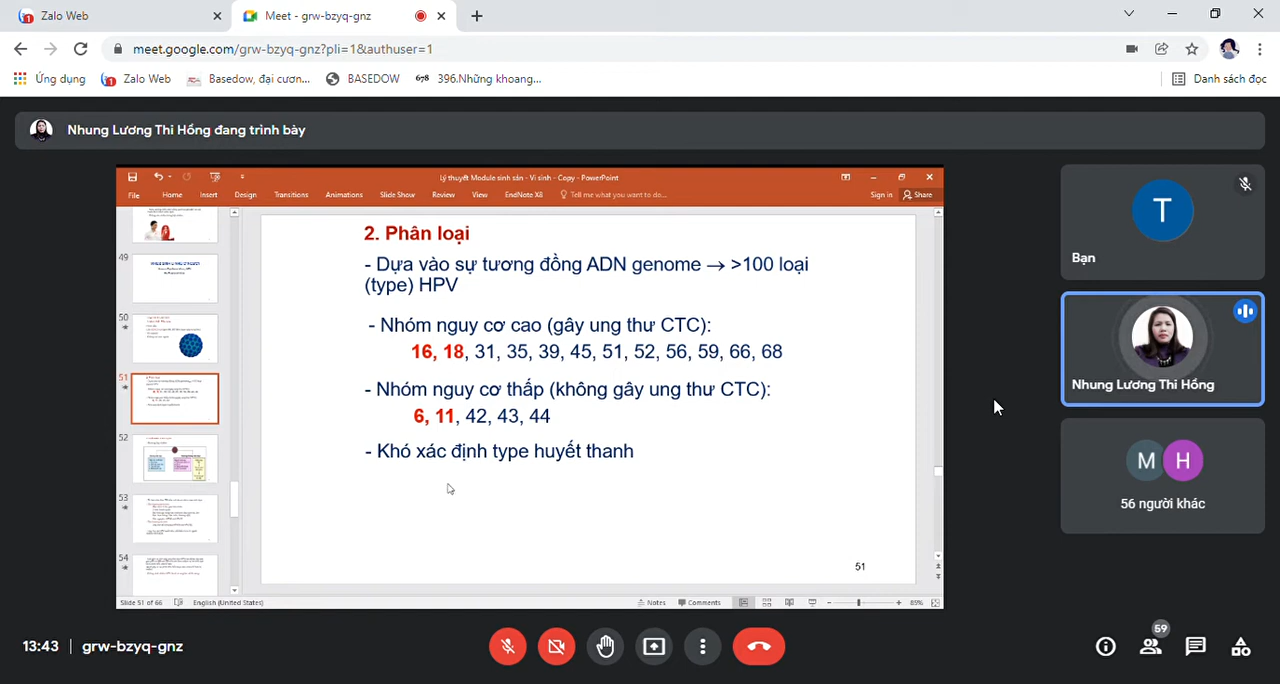 Zalo Web
Meet - grw-bzyq-gnz
meet.google.com/grw-bzyq-gnz?pli=1&authuser=1
Ứng dụng
Zalo Web
Basedow, đại cươn...
BASEDOW
396.Những khoang...
Danh sách đọc
Nhung Lương Thi Hồng đang trình bày
Lý thuyết Module sinh sản - Vi sinh - Copy - PowerPoint
File Home Insert Design Transitions Animations Slide Show Review View EndNote X8 Tell me what you want to do... Sign in Share
49
50
51
52
53
54
2. Phân loại
- Dựa vào sự tương đồng ADN genome → >100 loại
(type) HPV
- Nhóm nguy cơ cao (gây ung thư CTC):
16, 18, 31, 35, 39, 45, 51, 52, 56, 59, 66, 68
- Nhóm nguy cơ thấp (không gây ung thư CTC):
6, 11, 42, 43, 44
- Khó xác định type huyết thanh
51
Slide 51 of 66 English (United States) Notes Comments 85%
T
Bạn
Nhung Lương Thi Hồng
M H
56 người khác
13:43 | grw-bzyq-gnz
59